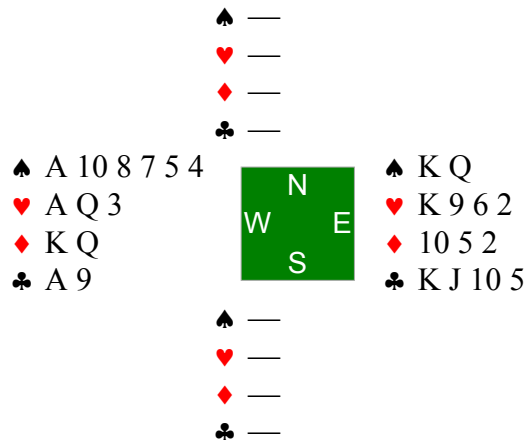 ♠ —
♥ —
♦ —
♣ —
♠ A 10 8 7 5 4
♥ A Q 3
♦ K Q
♣ A 9
N
W E
S
♠ K Q
♥ K 9 6 2
♦ 10 5 2
♣ K J 10 5
♠ —
♥ —
♦ —
♣ —